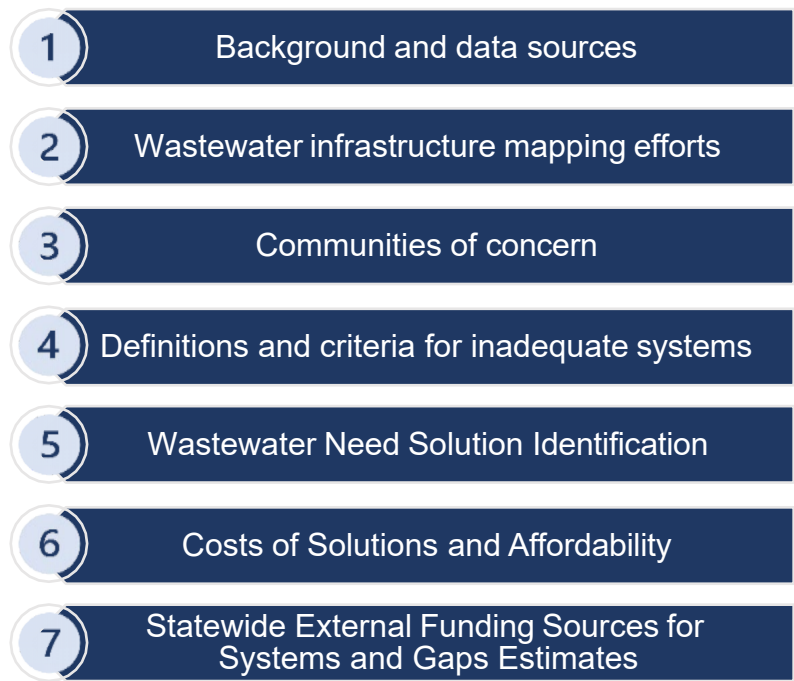 1
Background and data sources
2
Wastewater infrastructure mapping efforts
3
Communities of concern
4
Definitions and criteria for inadequate systems
5
Wastewater Need Solution Identification
6
Costs of Solutions and Affordability
7
Statewide External Funding Sources for
Systems and Gaps Estimates